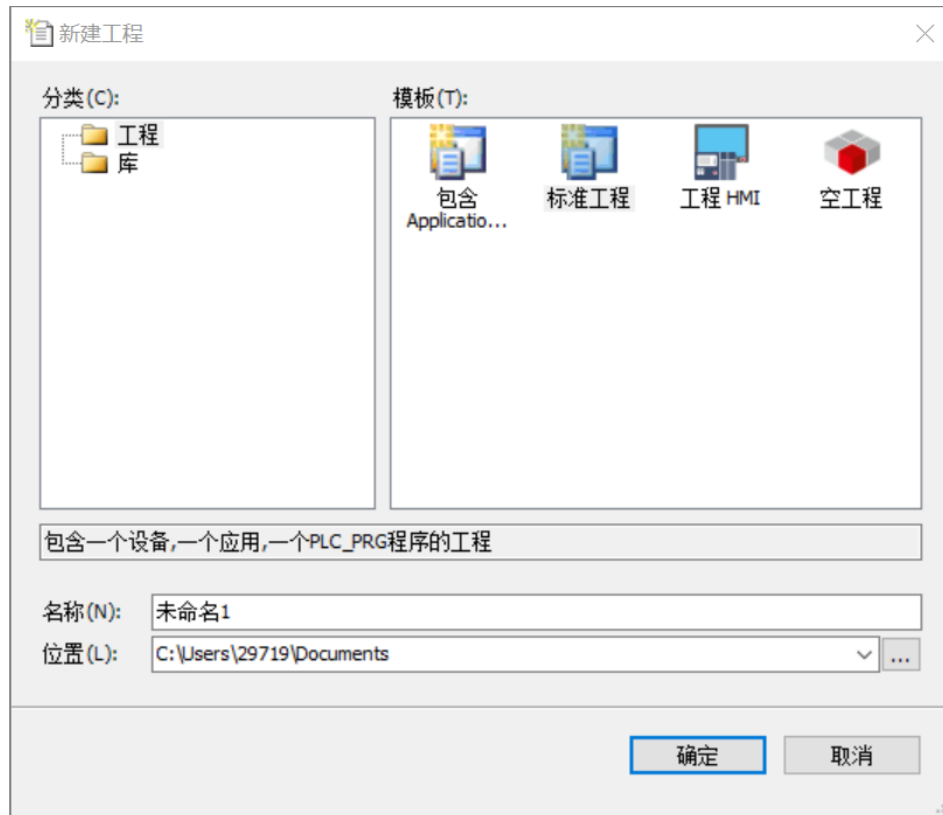 新建工程
分类(C):
模板(T):
工程
库
包含
Applicatio...
标准工程
工程 HMI
空工程
包含一个设备,一个应用,一个PLC_PRG程序的工程
名称(N):
未命名1
位置(L):
C:\Users\29719\Documents
...
确定
取消